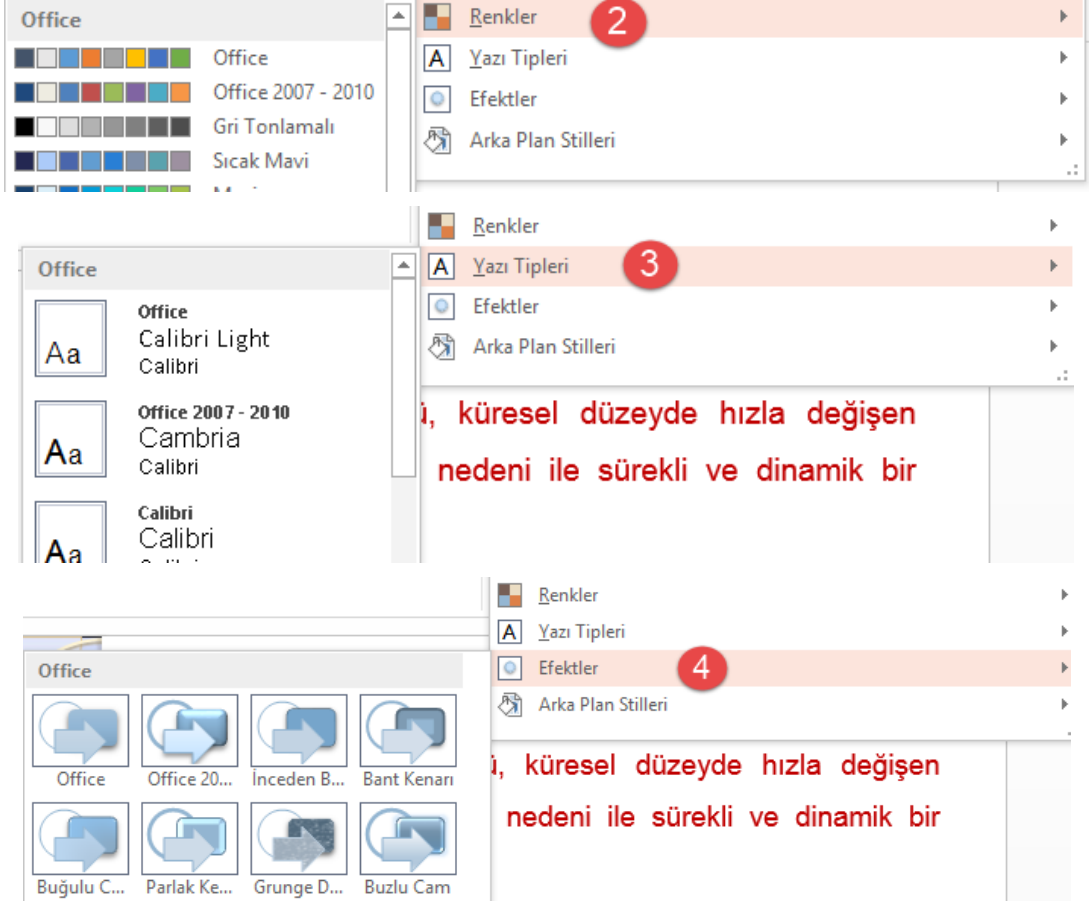 Office
Office
Office 2007 - 2010
Gri Tonlamalı
Sıcak Mavi
Renkler
2
Yazı Tipleri
Efektler
Arka Plan Stilleri
Renkler
Yazı Tipleri
3
Efektler
Arka Plan Stilleri
Office
Aa
Office
Calibri Light
Calibri
Aa
Office 2007 - 2010
Cambria
Calibri
Aa
Calibri
Calibri
küresel düzeyde hızla değişen
nedeni ile sürekli ve dinamik bir
Renkler
Yazı Tipleri
Efektler
4
Arka Plan Stilleri
Office
Office
Office 20...
İnceden B...
Bant Kenarı
Buğulu C...
Parlak Ke...
Grunge D...
Buzlu Cam
küresel düzeyde hızla değişen
nedeni ile sürekli ve dinamik bir